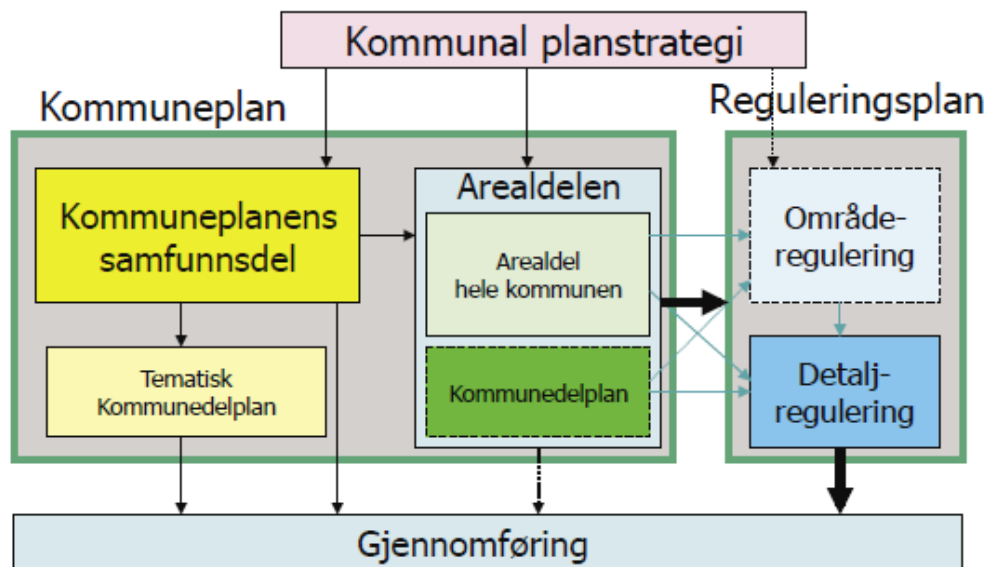 Kommunal planstrategi
Kommuneplan
Reguleringsplan
Kommuneplanens
samfunnsdel
Arealdelen
Arealdel
hele kommunen
Område-
regulering
Tematisk
Kommunedelplan
Kommunedelplan
Detalj-
regulering
Gjennomføring